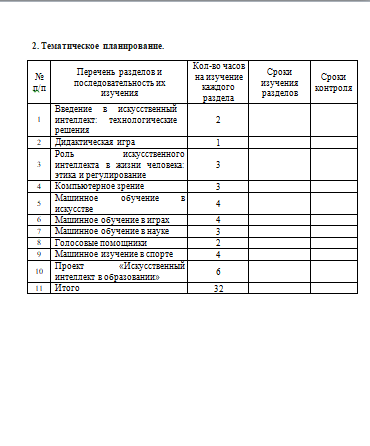 2. Тематическое планирование.
№ п/п | Перечень разделов и последовательность их изучения | Кол-во часов на изучение каждого раздела | Сроки изучения разделов | Сроки контроля
1 | Введение в искусственный интеллект: технологические решения | 2
2 | Дидактическая игра | 1
3 | Роль искусственного интеллекта в жизни человека: этика и регулирование | 3
4 | Компьютерное зрение | 3
5 | Машинное обучение в искусстве | 4
6 | Машинное обучение в играх | 4
7 | Машинное обучение в науке | 3
8 | Голосовые помощники | 2
9 | Машинное изучение в спорте | 4
10 | Проект «Искусственный интеллект в образовании» | 6
11 | Итого | 32